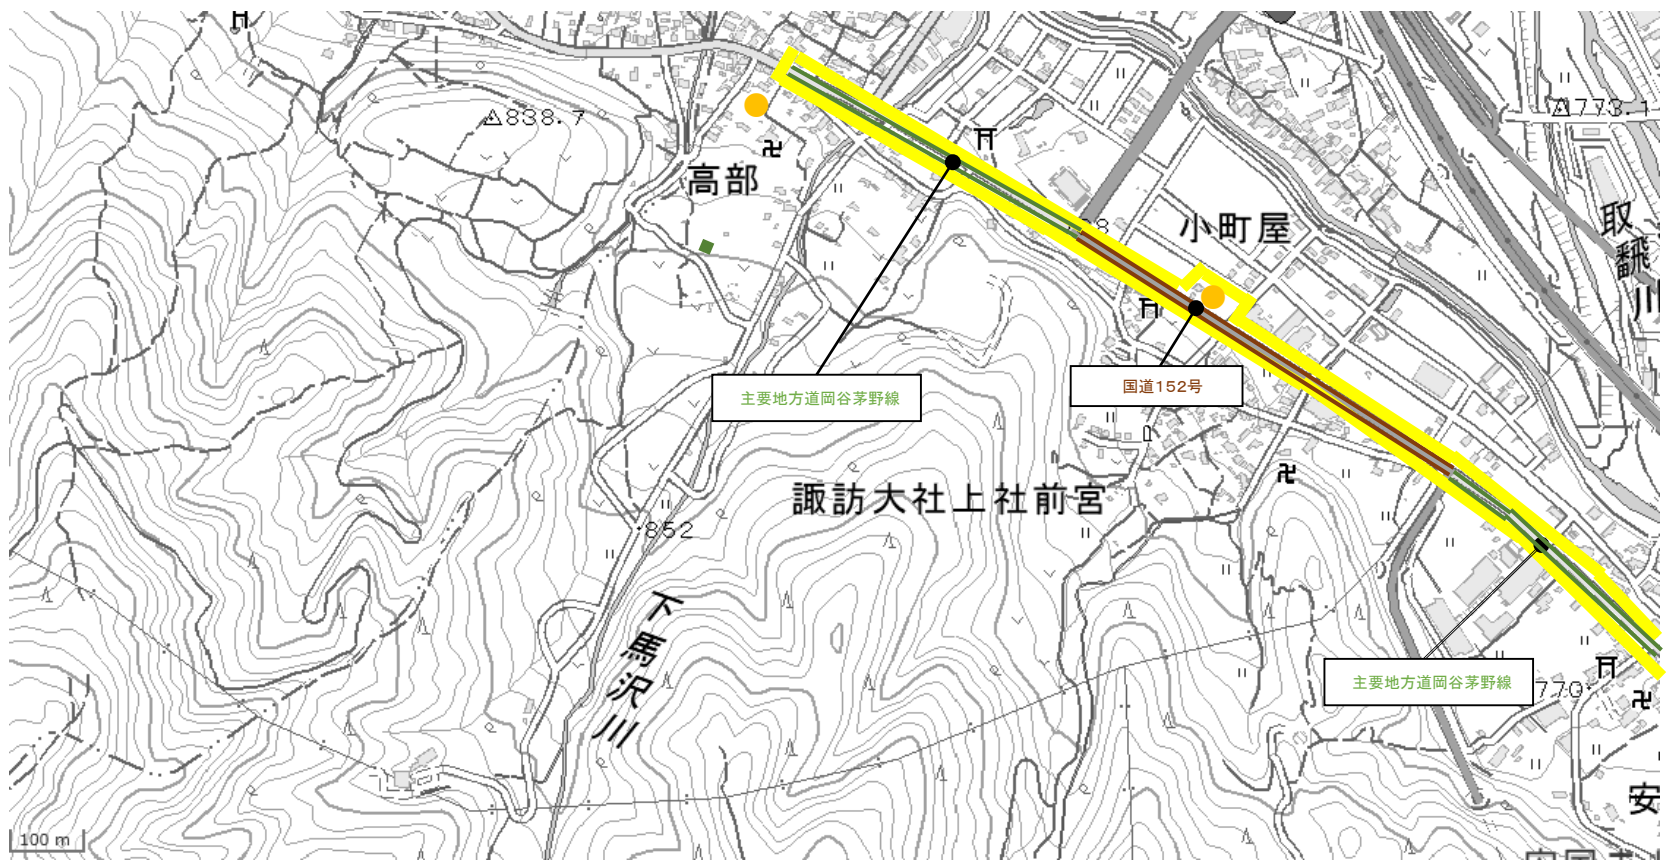 838.7
773.1
高部
小町屋
取
翻
川
主要地方道岡谷茅野線
国道152号
諏訪大社上社前宮
852
下
馬
沢
川
主要地方道岡谷茅野線
770
安
100 m